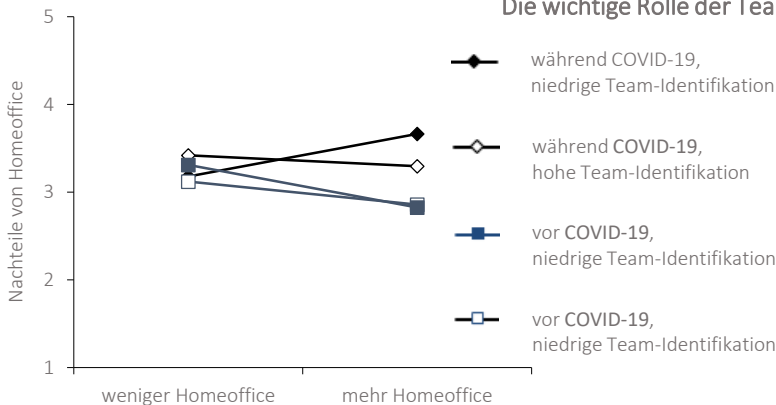 Die wichtige Rolle der Tea
5
4
3
2
1
Nachteile von Homeoffice
weniger Homeoffice
mehr Homeoffice
während COVID-19,
niedrige Team-Identifikation
während COVID-19,
hohe Team-Identifikation
vor COVID-19,
niedrige Team-Identifikation
vor COVID-19,
niedrige Team-Identifikation